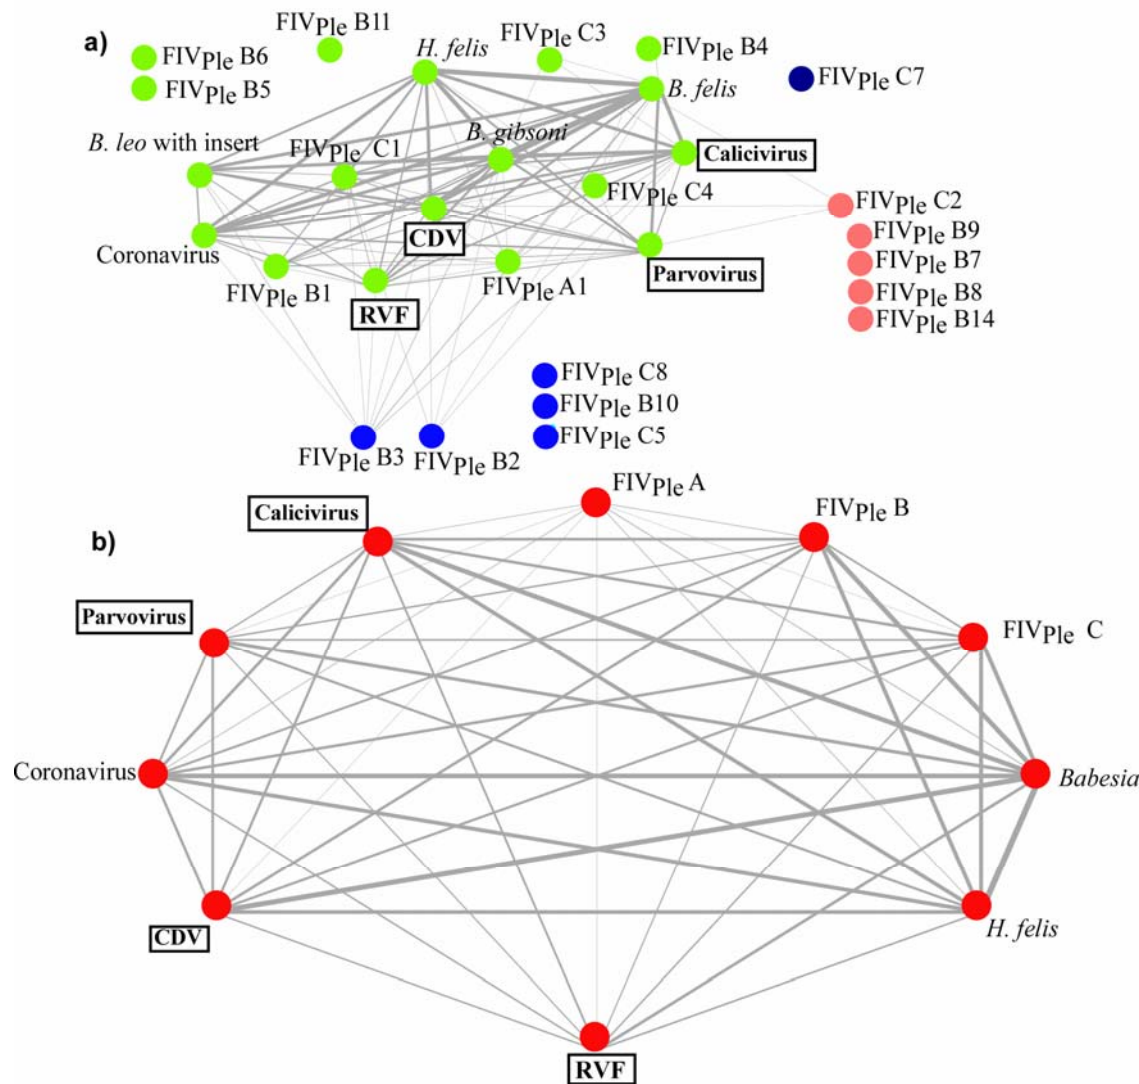 a)
FIVPle B11
FIVPle B6
FIVPle B5
H. felis
FIVPle C3
FIVPle B4
B. felis
FIVPle C7
B. leo with insert
FIVPle C1
B. gibsoni
Calicivirus
FIVPle C4
FIVPle C2
FIVPle B9
FIVPle B7
FIVPle B8
FIVPle B14
Coronavirus
CDV
Parvovirus
FIVPle B1
RVF
FIVPle A1
FIVPle C8
FIVPle B10
FIVPle C5
FIVPle B3
FIVPle B2
b)
Calicivirus
FIVPle A
FIVPle B
Parvovirus
FIVPle C
Coronavirus
Babesia
CDV
H. felis
RVF